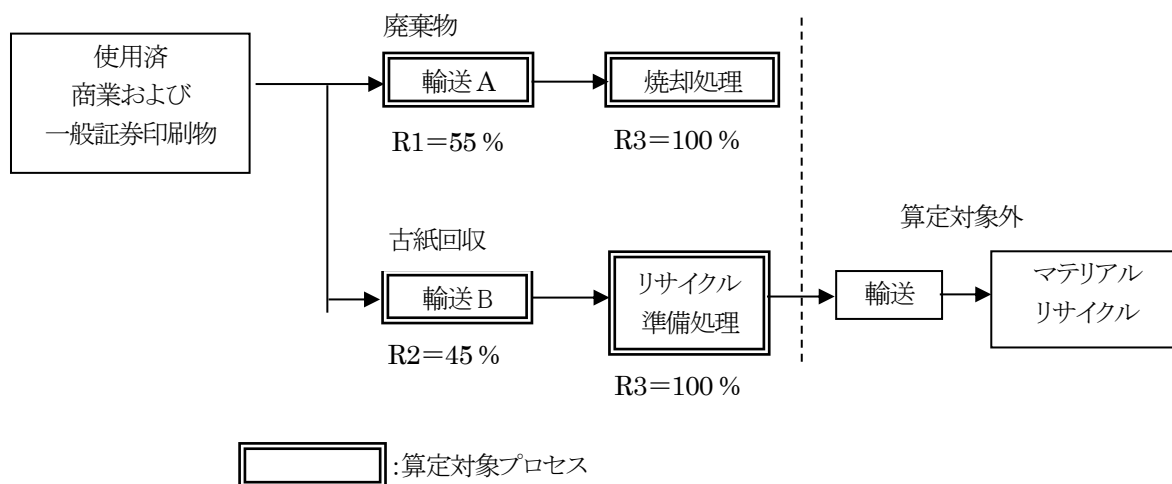 使用済
商業および
一般証券印刷物
廃棄物
輸送 A
焼却処理
R1=55 %
R3=100 %
古紙回収
輸送 B
リサイクル
準備処理
R2=45 %
R3=100 %
算定対象外
輸送
マテリアル
リサイクル
:算定対象プロセス